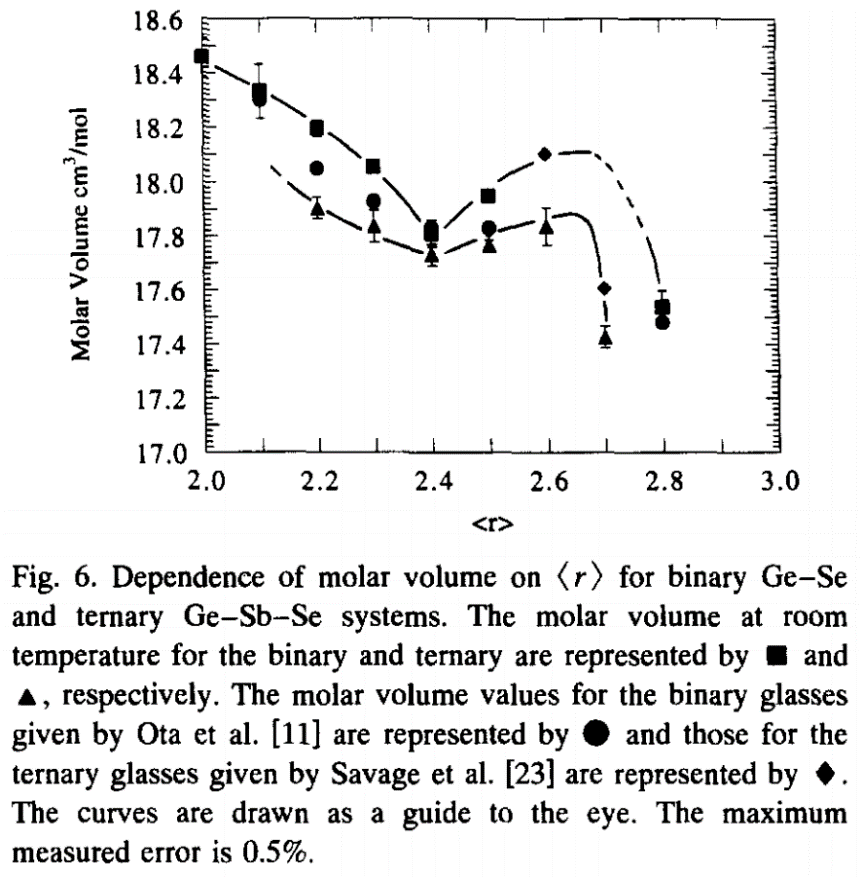 18.6
18.4
18.2
18.0
17.8
17.6
17.4
17.2
17.0
Molar Volume cm³/mol
2.0 2.2 2.4 2.6 2.8 3.0
<r>
Fig. 6. Dependence of molar volume on ⟨r⟩ for binary Ge–Se
and ternary Ge–Sb–Se systems. The molar volume at room
temperature for the binary and ternary are represented by ■ and
▲, respectively. The molar volume values for the binary glasses
given by Ota et al. [11] are represented by ● and those for the
ternary glasses given by Savage et al. [23] are represented by ◆.
The curves are drawn as a guide to the eye. The maximum
measured error is 0.5%.